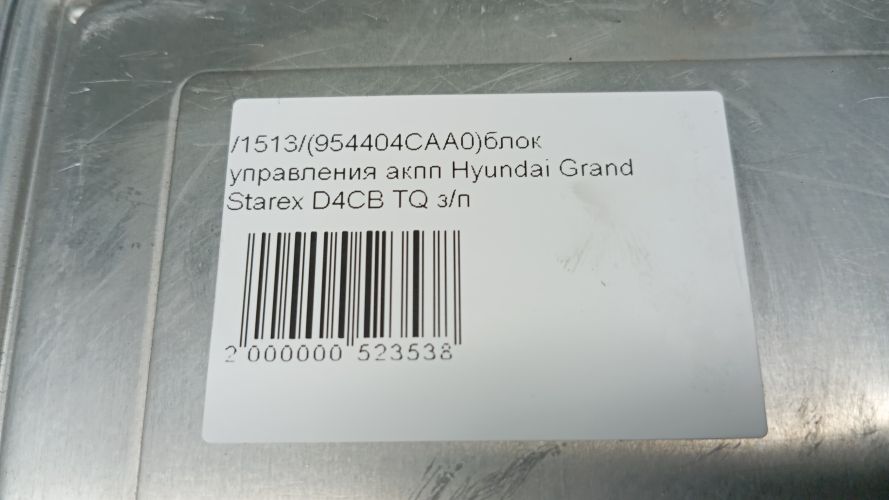 /1513/(954404CAA0)блок
управления акпп Hyundai Grand
Starex D4CB TQ з/п
2 000000 523538